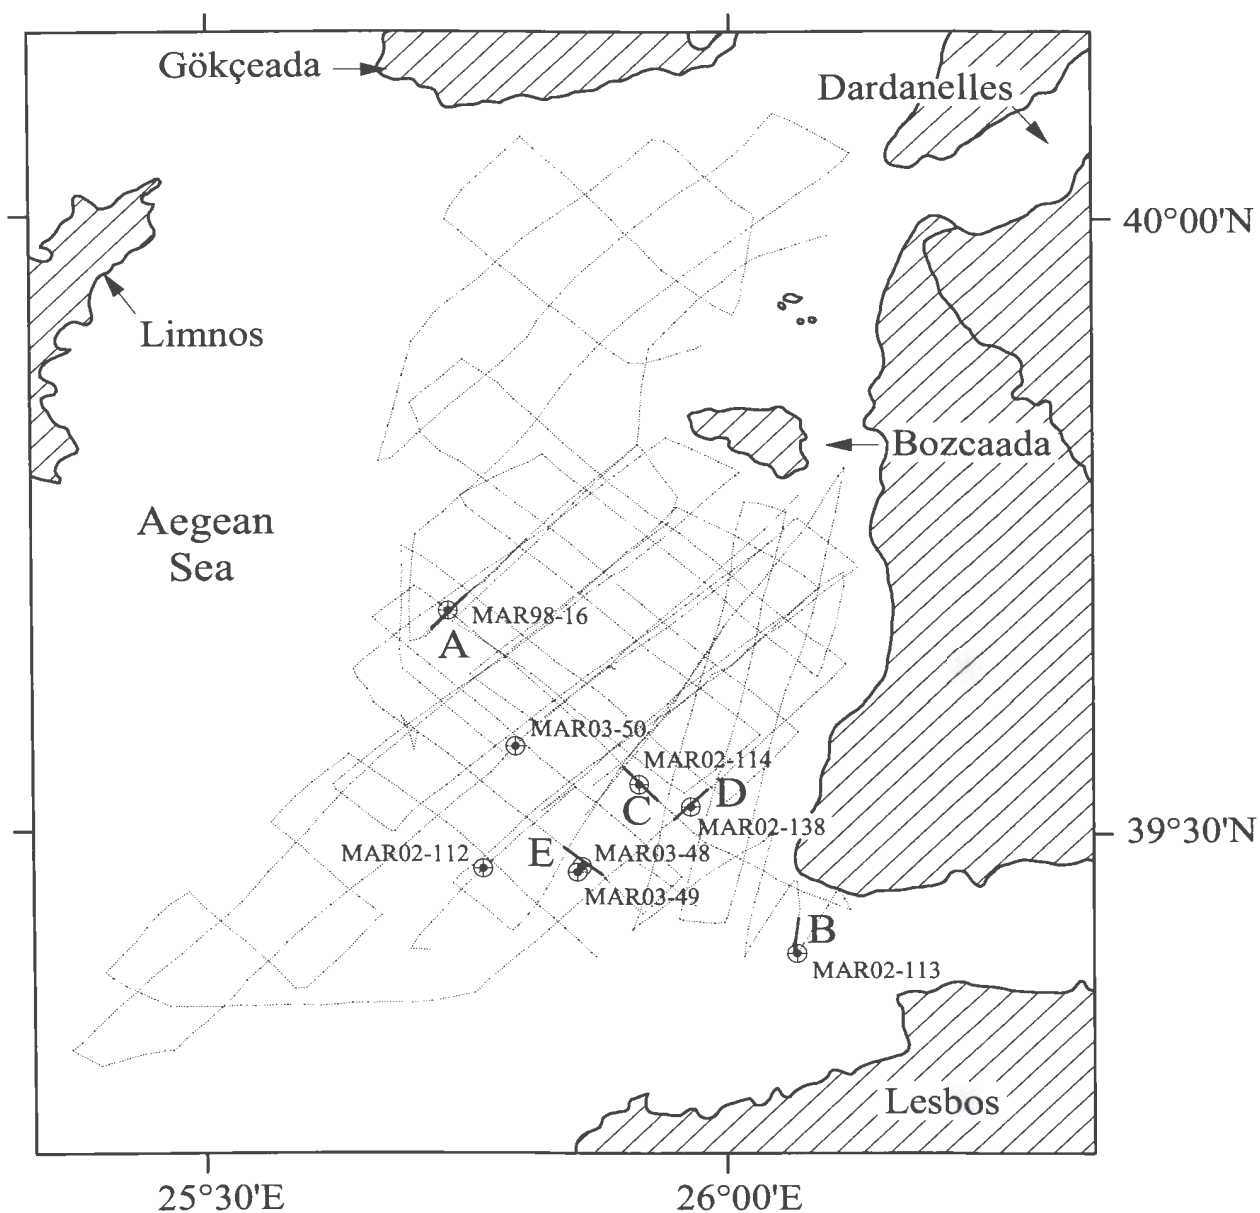 Gökçeada
Dardanelles
40°00'N
Limnos
Bozcaada
Aegean
Sea
MAR98-16
A
MAR03-50
MAR02-114
D
C
MAR02-138
39°30'N
MAR02-112
E
MAR03-48
MAR03-49
B
MAR02-113
Lesbos
25°30'E
26°00'E